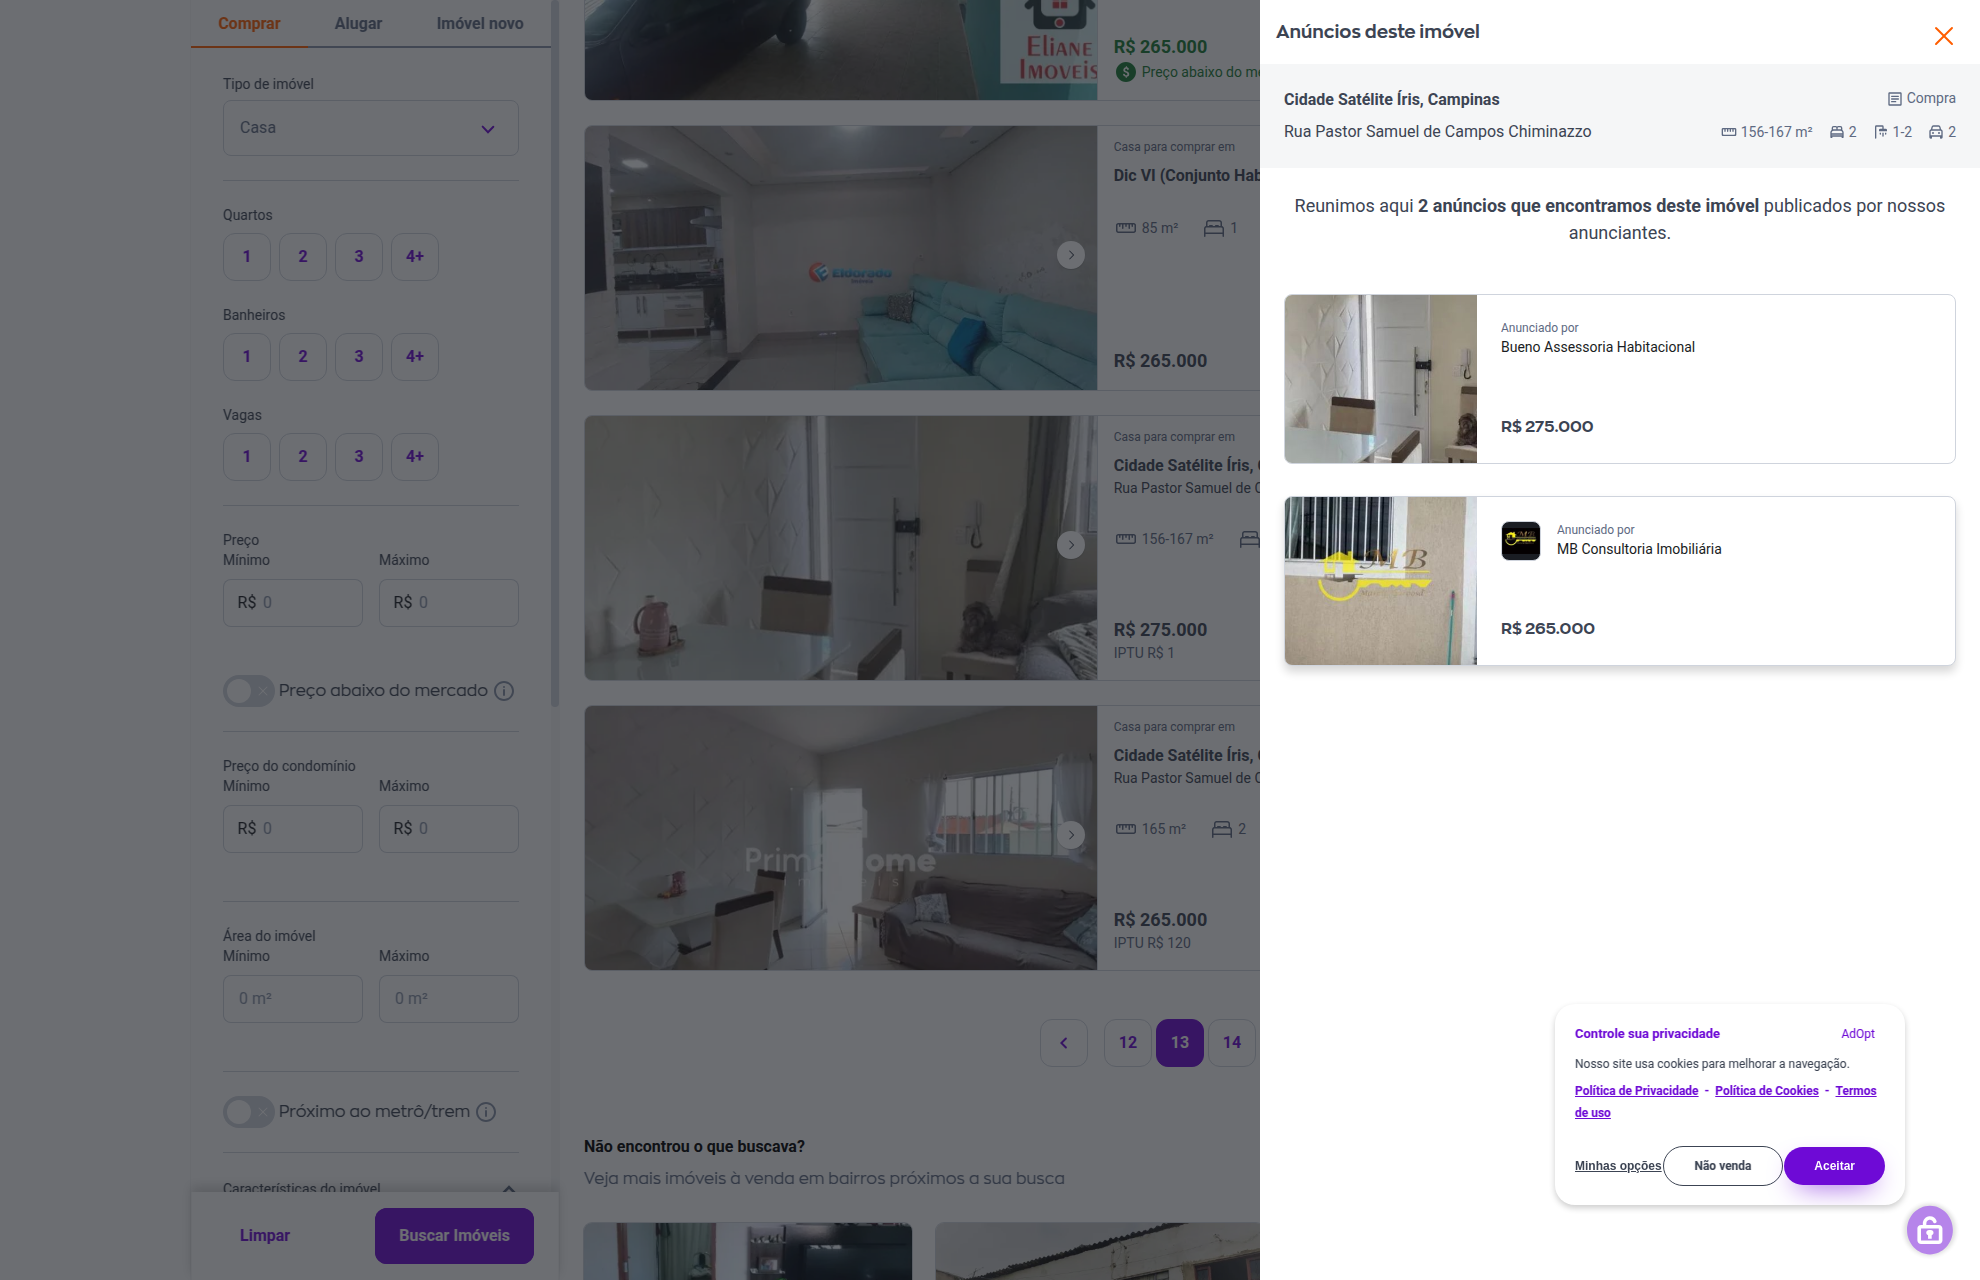 Comprar
Alugar
Imóvel novo
Tipo de imóvel
Casa
Quartos
1
2
3
4+
Banheiros
1
2
3
4+
Vagas
1
2
3
4+
Preço
Mínimo
Máximo
R$ 0
R$ 0
Preço abaixo do mercado
Preço do condomínio
Mínimo
Máximo
R$ 0
R$ 0
Área do imóvel
Mínimo
Máximo
0 m²
0 m²
Próximo ao metrô/trem
Características do imóvel
Limpar
Buscar Imóveis
ELIANE
IMOVEIS
R$ 265.000
Preço abaixo do me
Eldorado
Casa para comprar em
Dic VI (Conjunto Hab
85 m²
1
R$ 265.000
Casa para comprar em
Cidade Satélite Íris,
Rua Pastor Samuel de C
156-167 m²
R$ 275.000
IPTU R$ 1
Casa para comprar em
Cidade Satélite Íris,
Rua Pastor Samuel de C
165 m²
2
R$ 265.000
IPTU R$ 120
12
13
14
Não encontrou o que buscava?
Veja mais imóveis à venda em bairros próximos a sua busca
Anúncios deste imóvel
Cidade Satélite Íris, Campinas
Compra
Rua Pastor Samuel de Campos Chiminazzo
156-167 m²
2
1-2
2
Reunimos aqui 2 anúncios que encontramos deste imóvel publicados por nossos
anunciantes.
Anunciado por
Bueno Assessoria Habitacional
R$ 275.000
MB
Anunciado por
MB Consultoria Imobiliária
R$ 265.000
Controle sua privacidade
AdOpt
Nosso site usa cookies para melhorar a navegação.
Política de Privacidade - Política de Cookies - Termos
de uso
Minhas opções
Não venda
Aceitar